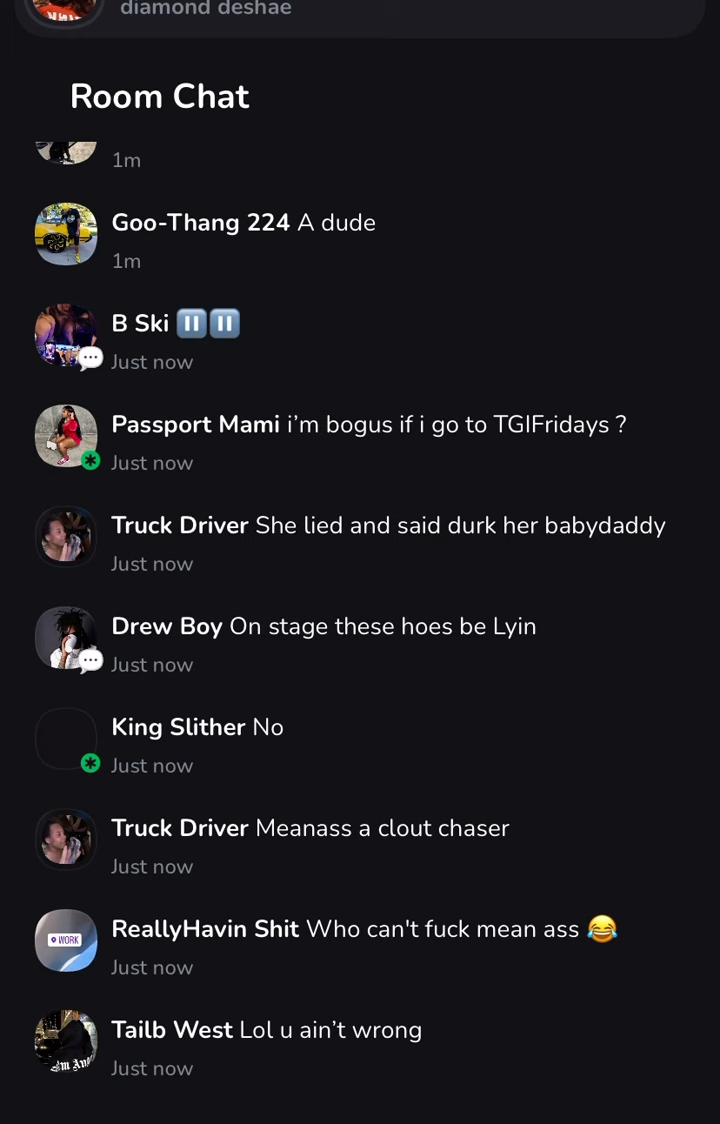 diamond deshae
Room Chat
1m
Goo-Thang 224 A dude
1m
B Ski ⏸️⏸️
Just now
Passport Mami i’m bogus if i go to TGIFridays ?
Just now
Truck Driver She lied and said durk her babydaddy
Just now
Drew Boy On stage these hoes be Lyin
Just now
King Slither No
Just now
Truck Driver Meanass a clout chaser
Just now
WORK
ReallyHavin Shit Who can't fuck mean ass 😂
Just now
Tailb West Lol u ain’t wrong
Just now